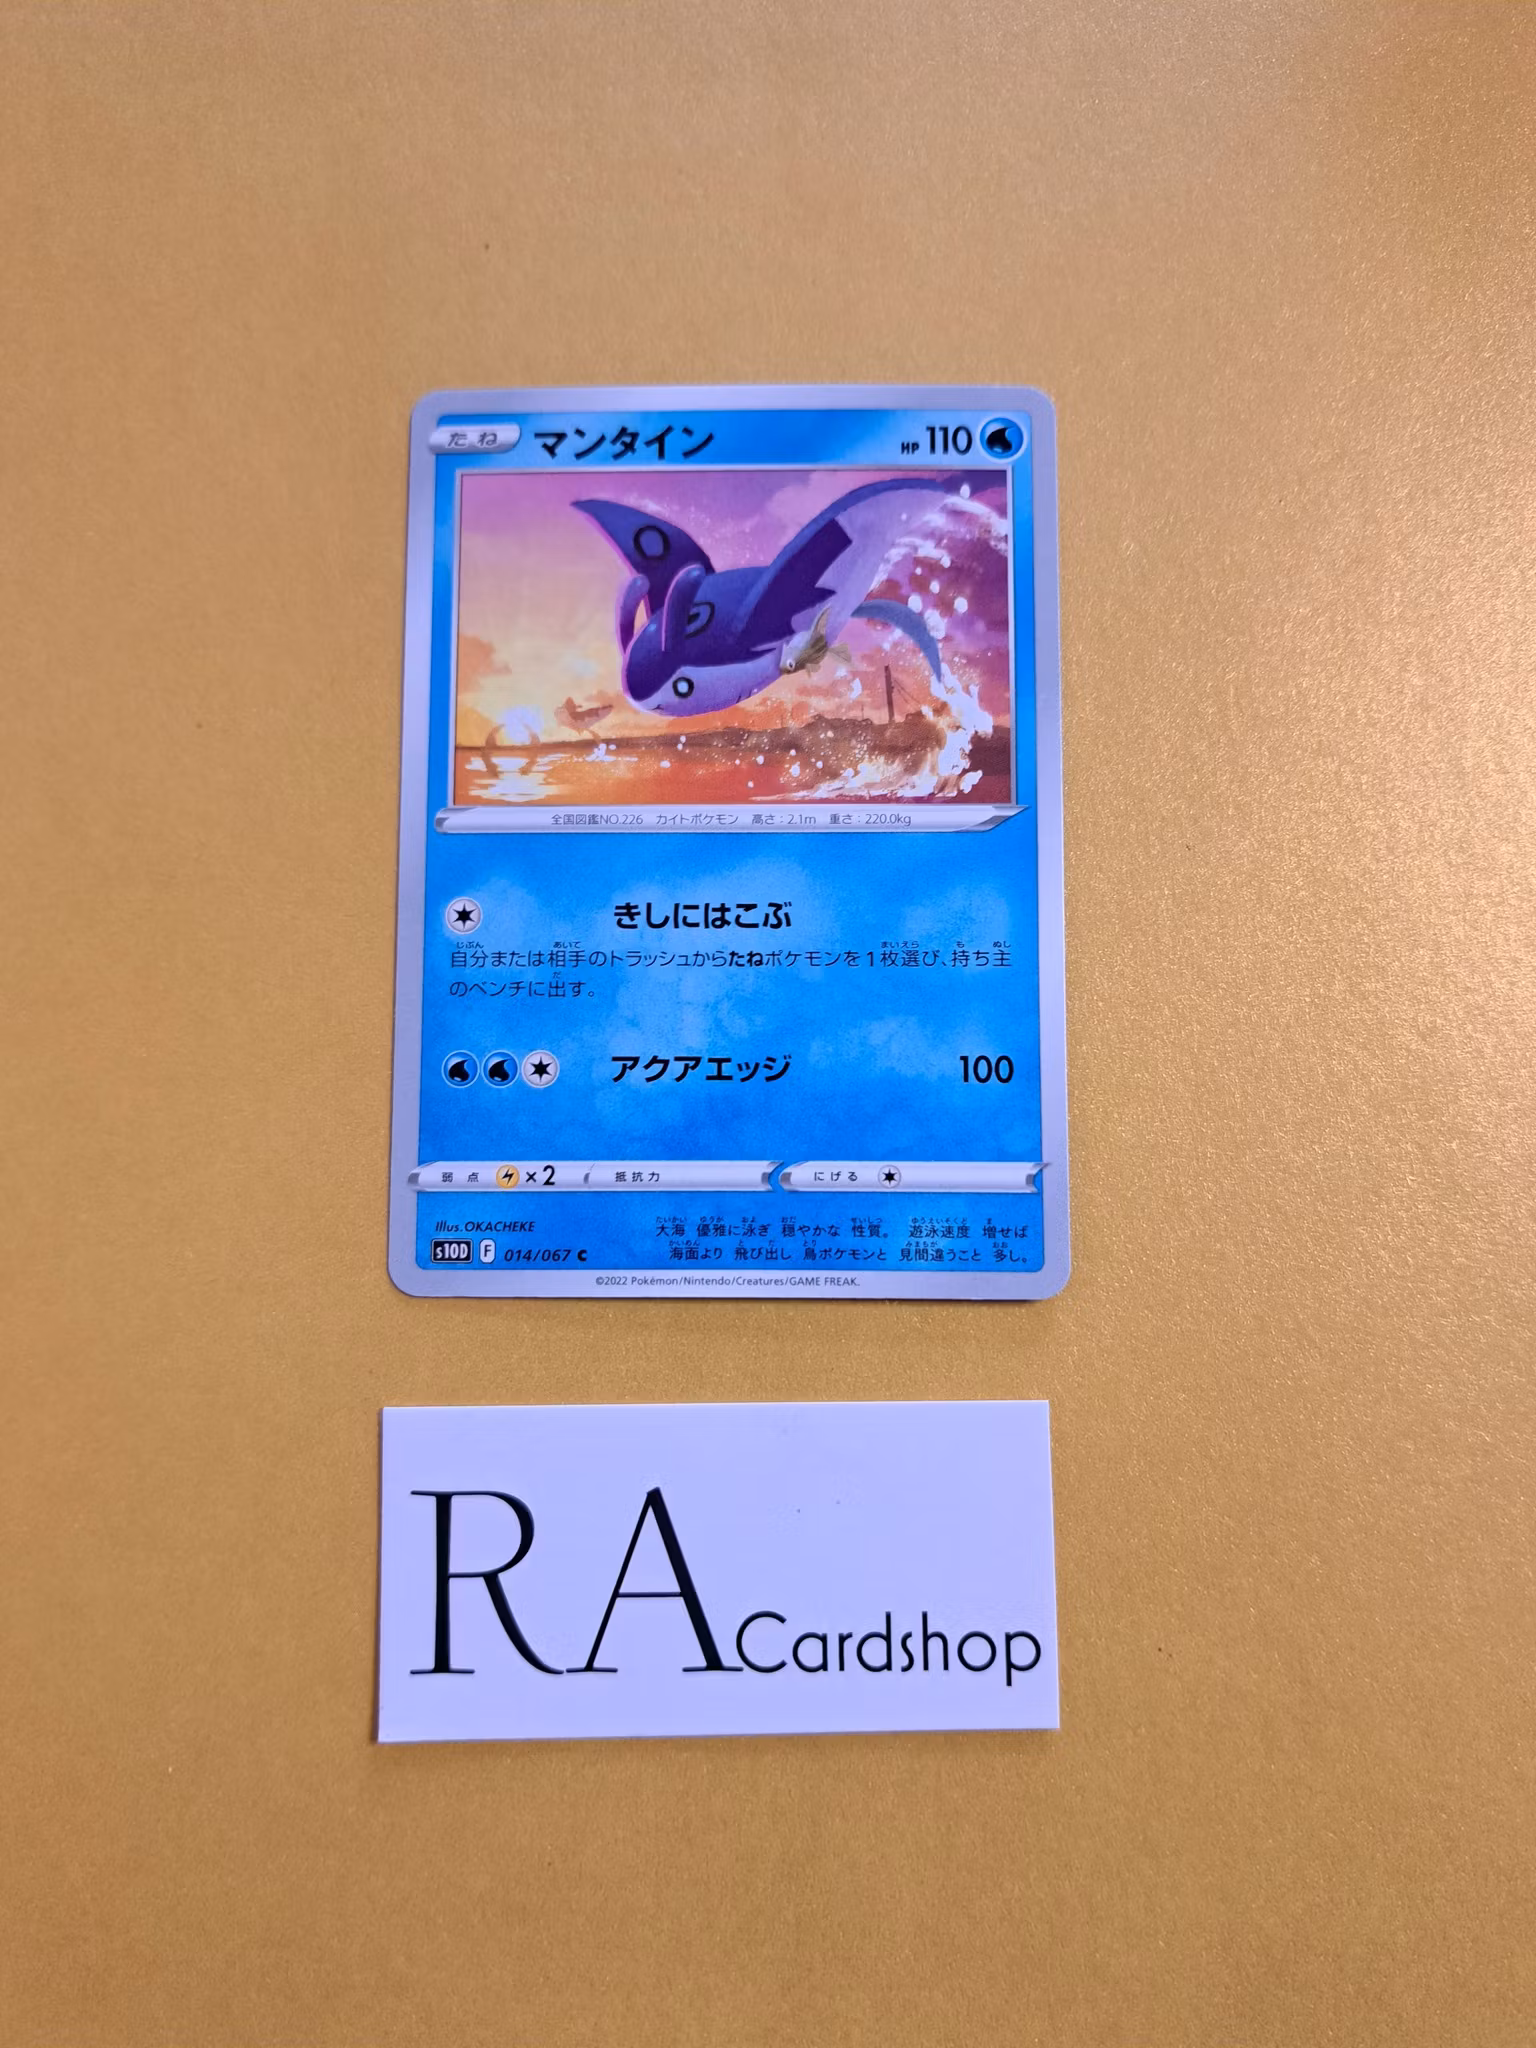 たね マンタイン HP 110
全国図鑑NO.226 カイトポケモン 高さ:2.1m 重さ:220.0kg
きしにはこぶ
自分または相手のトラッシュからたねポケモンを1枚選び、持ち主
のベンチに出す。
アクアエッジ 100
弱点 ×2 抵抗力 にげる
Illus. OKACHEKE
大海 優雅に泳ぎ 穏やかな 性質。 遊泳速度 増せば
海面より 飛び出し 鳥ポケモンと 見間違うこと 多し。
s10D F 014/067 C
©2022 Pokémon/Nintendo/Creatures/GAME FREAK.
RA Cardshop